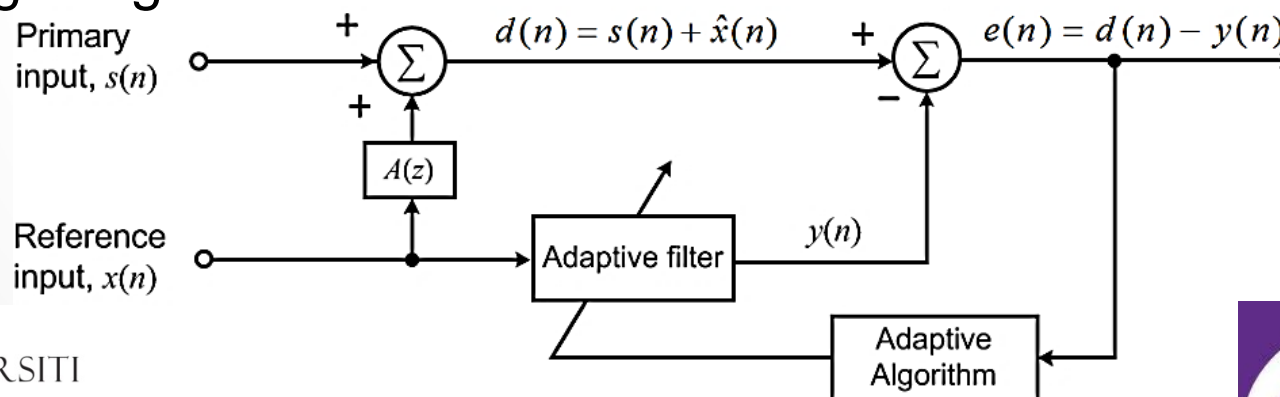 Primary
input, s(n)
+
+
Σ
d(n) = s(n) + x̂(n)
+
−
Σ
e(n) = d(n) − y(n)
A(z)
Reference
input, x(n)
Adaptive filter
y(n)
Adaptive
Algorithm
RSITI